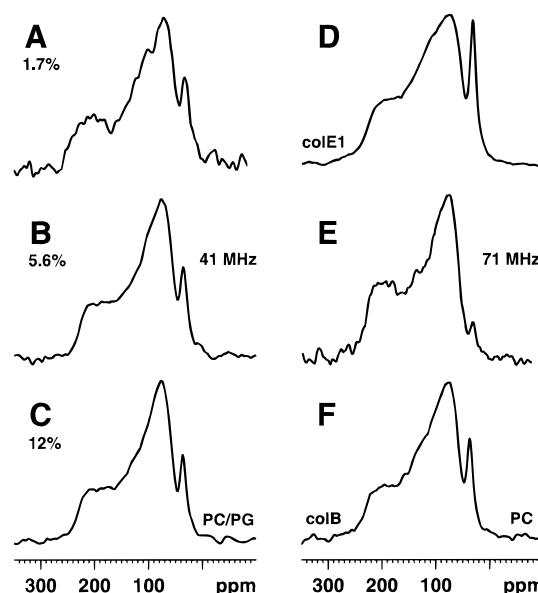 A
1.7%
D
colE1
B
5.6%
41 MHz
E
71 MHz
C
12%
PC/PG
F
colB
PC
300 200 100 ppm
300 200 100 ppm